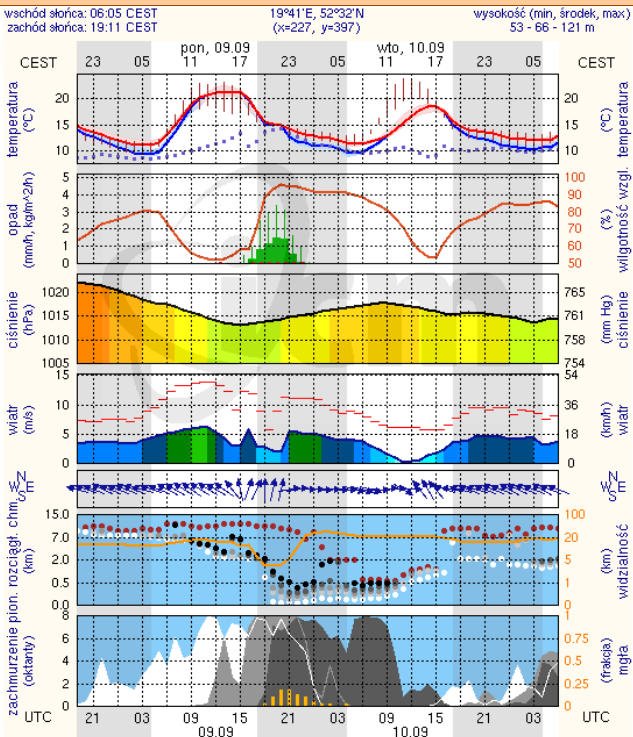 wschód słońca: 06:05 CEST 19°41'E, 52°32'N wysokość (min, środek, max)
zachód słońca: 19:11 CEST (x=227, y=397) 53 - 66 - 121 m
pon, 09.09 wto, 10.09
CEST 23 05 11 17 23 05 11 17 23 05 CEST
temperatura
(°C)
20
15
10
20
15
10
temperatura
(°C)
opad
(mm/h, kg/m^2/h)
5
4
3
2
1
0
100
90
80
70
60
50
(%)
wilgotność wzgl.
ciśnienie
(hPa)
1020
1015
1010
1005
765
761
758
754
(mm Hg)
ciśnienie
wiatr
(m/s)
15
10
5
0
54
36
18
0
(km/h)
wiatr
N
W E
S
N
W E
S
pion. rozciągł. chm.
(km)
15.0
7.0
2.0
0.5
0.0
100
20
5
1
0
(km)
widzialność
zachmurzenie
(oktanty)
8
6
4
2
0
1
0.75
0.5
0.25
0
(frakcja)
mgła
UTC 21 03 09 15 21 03 09 15 21 03 UTC
09.09 10.09